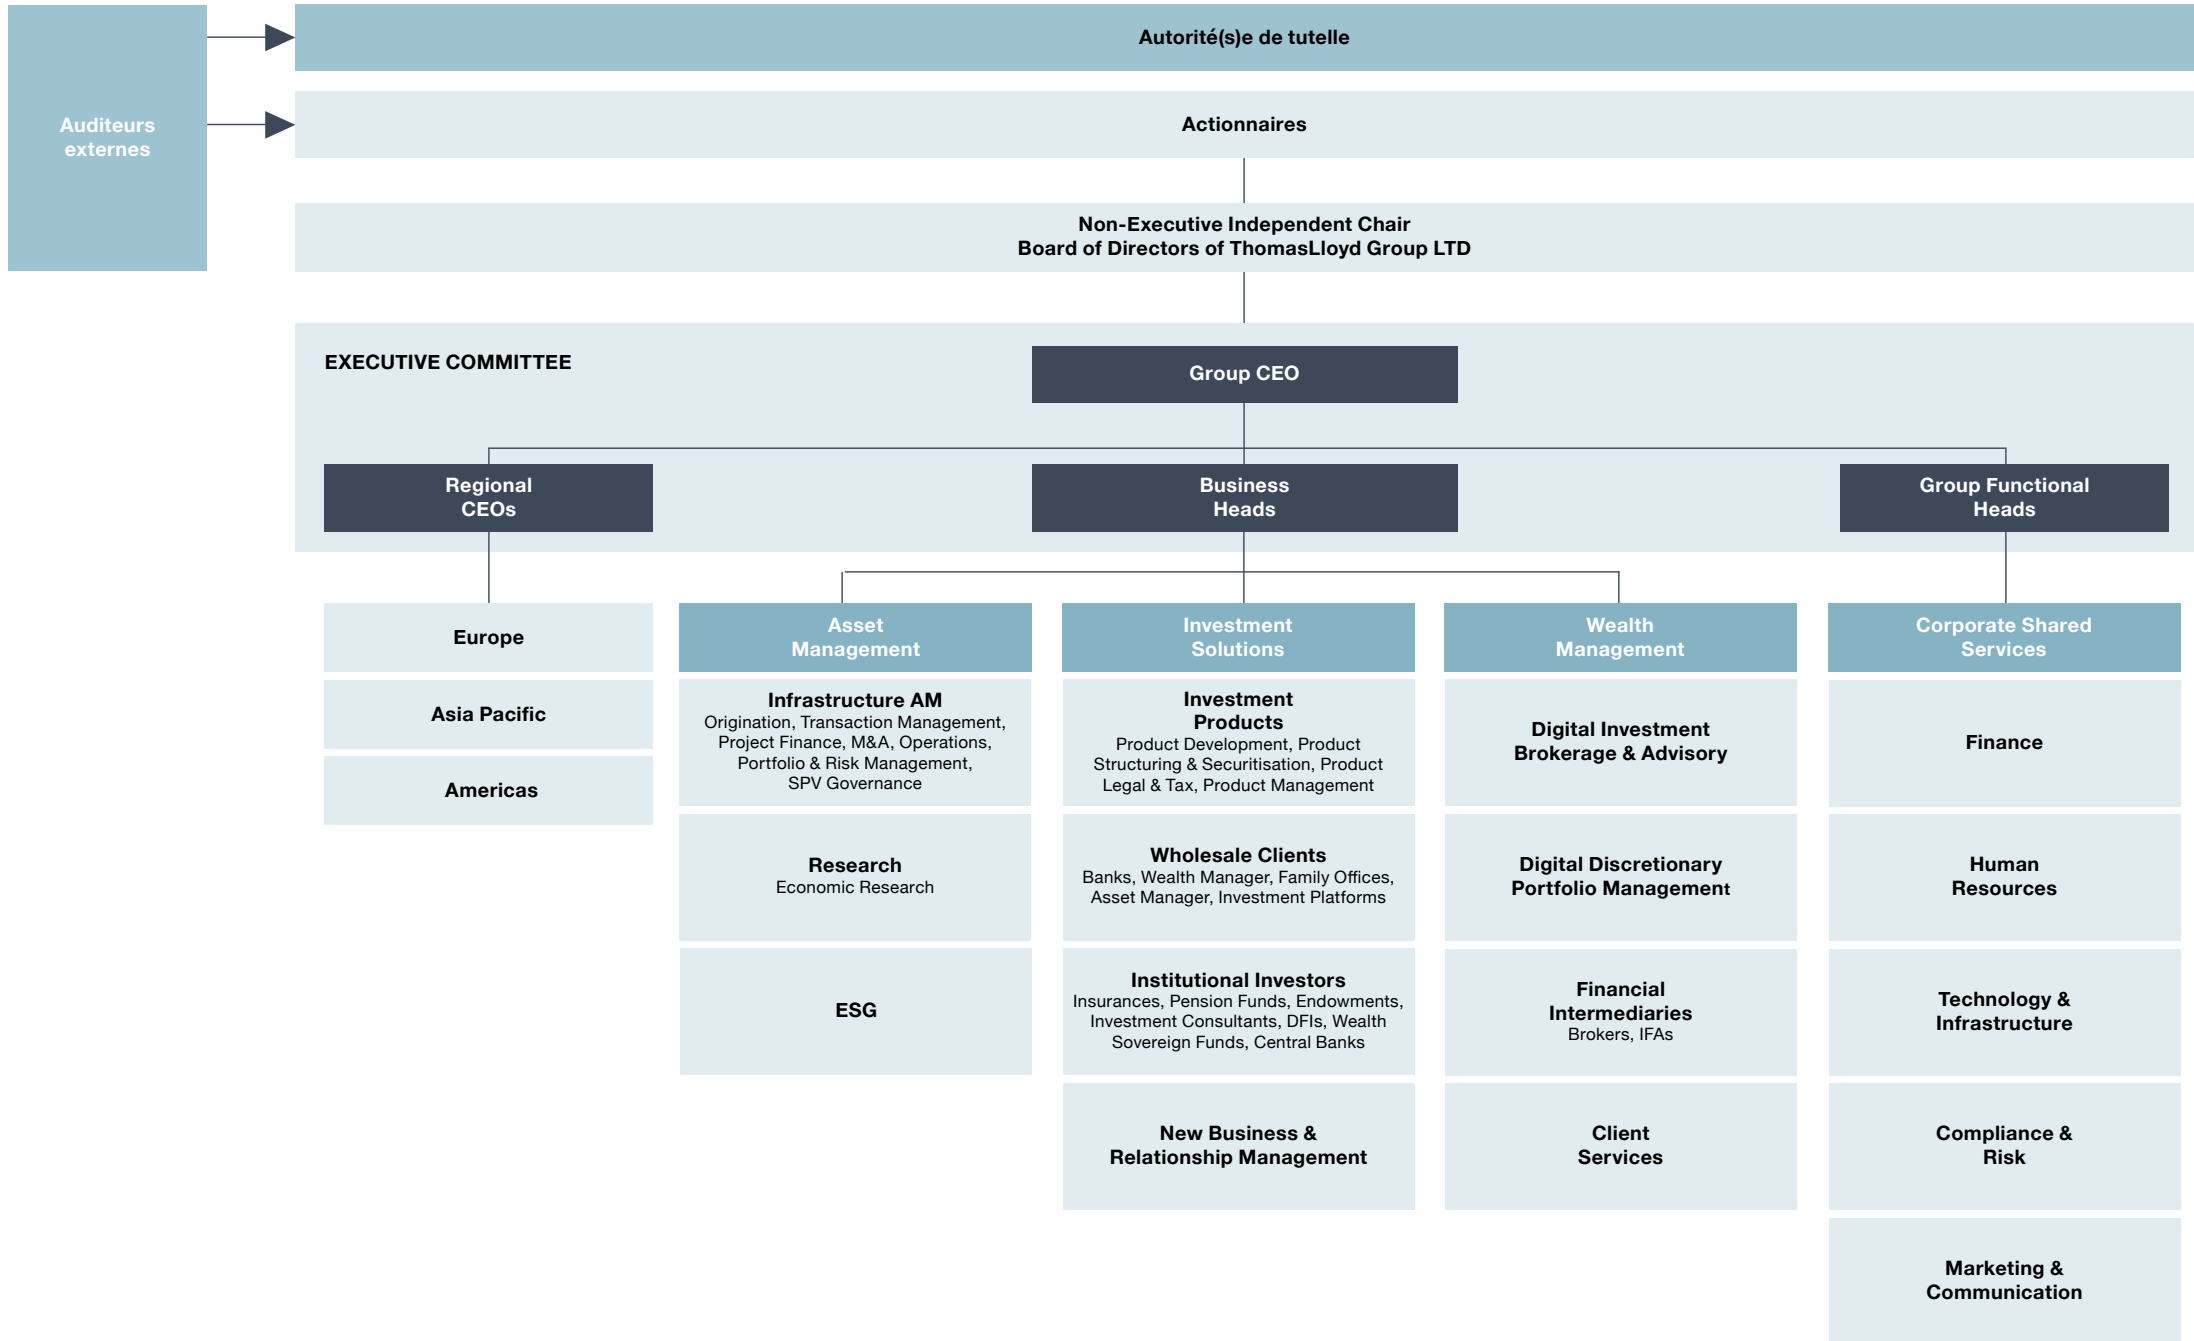 Autorité(s)e de tutelle
Auditeurs
externes
Actionnaires
Non-Executive Independent Chair
Board of Directors of ThomasLloyd Group LTD
EXECUTIVE COMMITTEE
Group CEO
Regional
CEOs
Business
Heads
Group Functional
Heads
Europe
Asia Pacific
Americas
Asset
Management
Infrastructure AM
Origination, Transaction Management,
Project Finance, M&A, Operations,
Portfolio & Risk Management,
SPV Governance
Research
Economic Research
ESG
Investment
Solutions
Investment
Products
Product Development, Product
Structuring & Securitisation, Product
Legal & Tax, Product Management
Wholesale Clients
Banks, Wealth Manager, Family Offices,
Asset Manager, Investment Platforms
Institutional Investors
Insurances, Pension Funds, Endowments,
Investment Consultants, DFIs, Wealth
Sovereign Funds, Central Banks
New Business &
Relationship Management
Wealth
Management
Digital Investment
Brokerage & Advisory
Digital Discretionary
Portfolio Management
Financial
Intermediaries
Brokers, IFAs
Client
Services
Corporate Shared
Services
Finance
Human
Resources
Technology &
Infrastructure
Compliance &
Risk
Marketing &
Communication